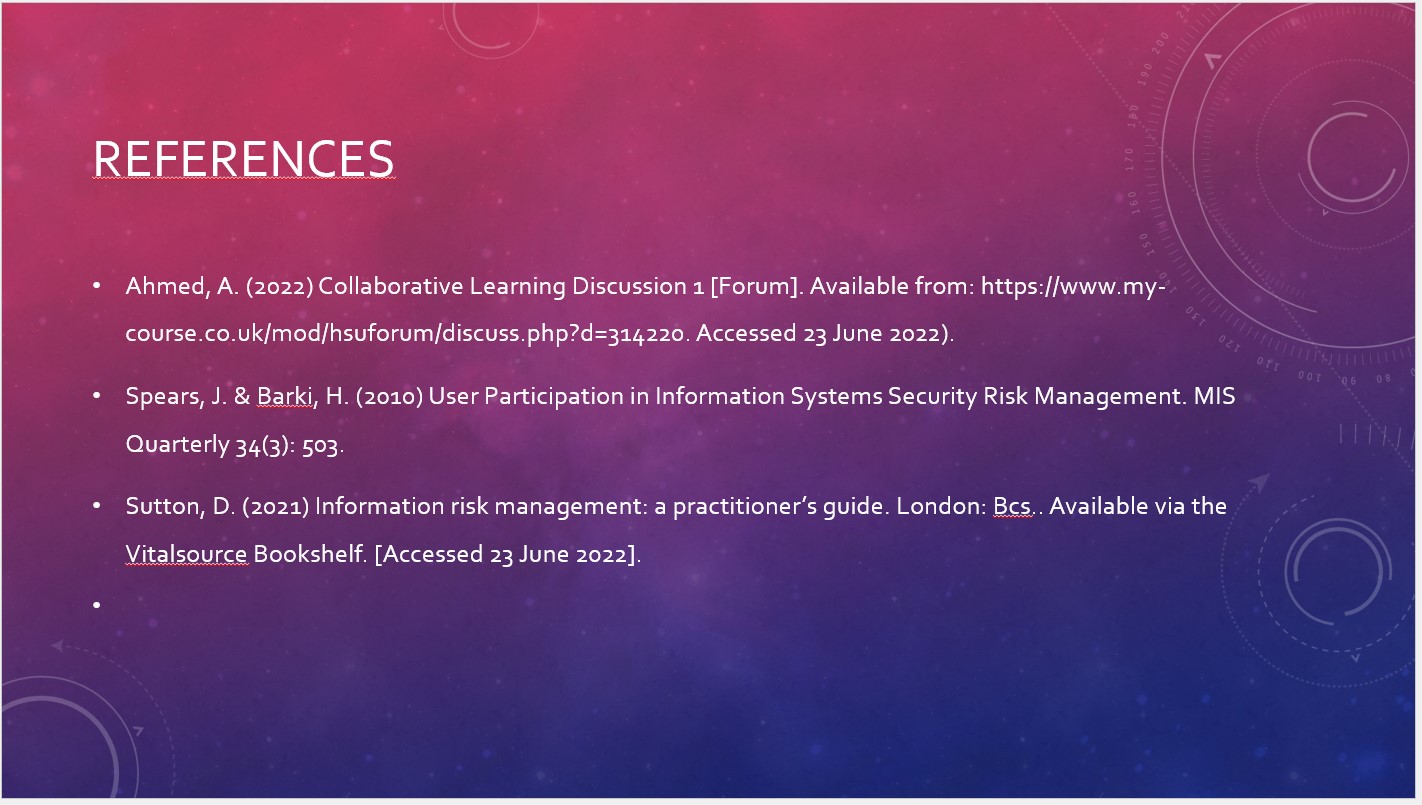 REFERENCES
• Ahmed, A. (2022) Collaborative Learning Discussion 1 [Forum]. Available from: https://www.my-
course.co.uk/mod/hsuforum/discuss.php?d=314220. Accessed 23 June 2022).
• Spears, J. & Barki, H. (2010) User Participation in Information Systems Security Risk Management. MIS
Quarterly 34(3): 503.
• Sutton, D. (2021) Information risk management: a practitioner’s guide. London: Bcs.. Available via the
Vitalsource Bookshelf. [Accessed 23 June 2022].
•
210
200
190
180
170
160
150
140
130
120
110
100
90
80